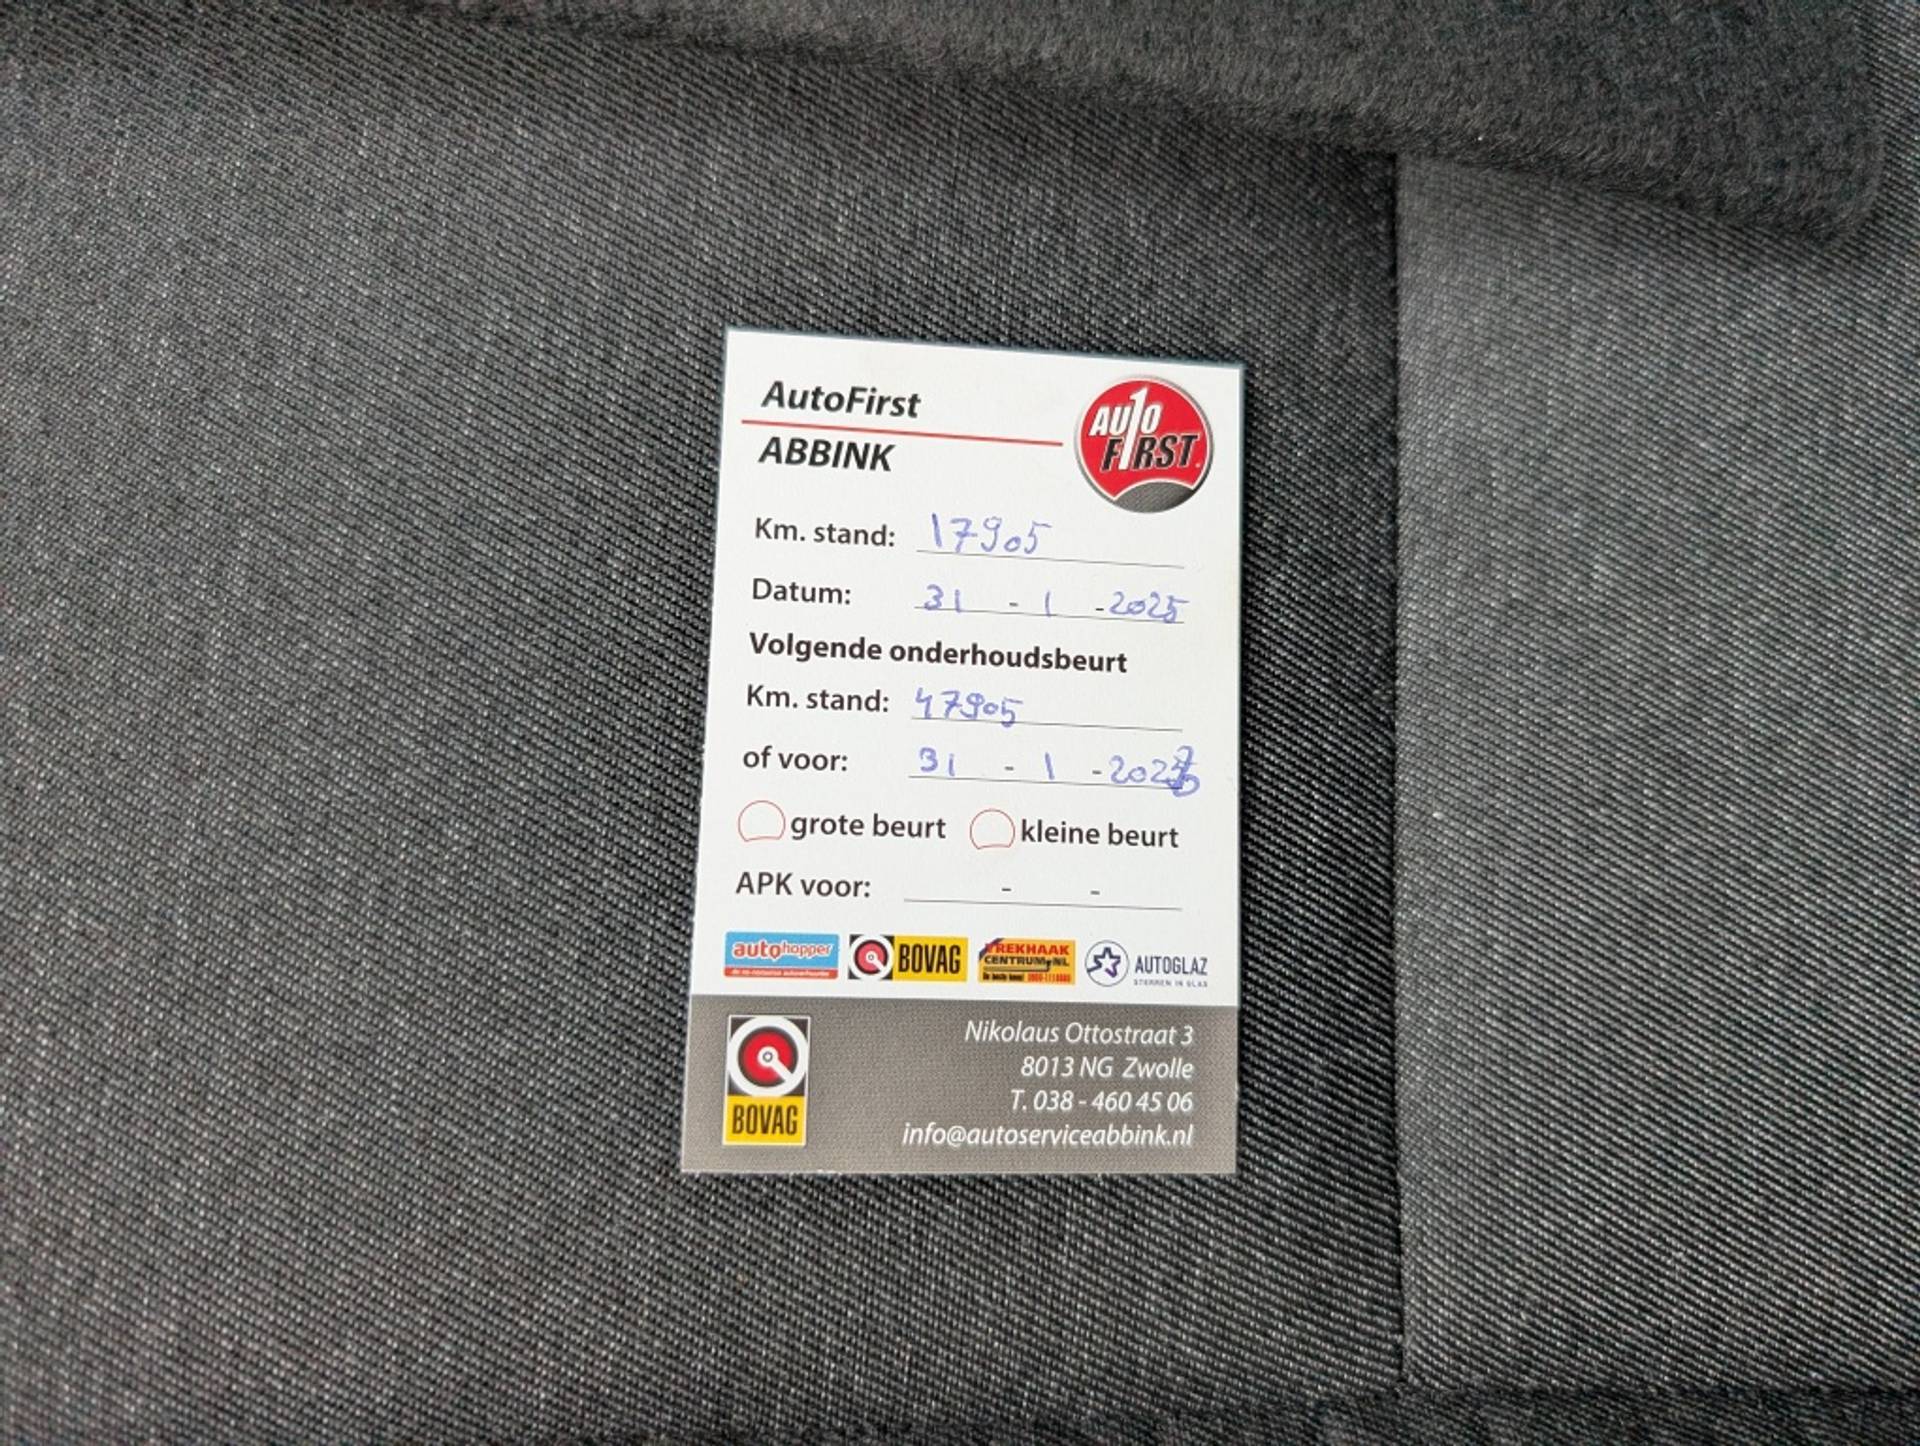 AutoFirst
ABBINK
AUTO
FIRST
Km. stand: 17905
Datum: 31 - 1 - 2025
Volgende onderhoudsbeurt
Km. stand: 47905
of voor: 31 - 1 -
grote beurt kleine beurt
APK voor: - -
autohopper BOVAG TREKHAAK
CENTRUM.NL
AUTOGLAZ
STERREN IN GLAS
BOVAG
Nikolaus Ottostraat 3
8013 NG Zwolle
T. 038 - 460 45 06
info@autoserviceabbink.nl